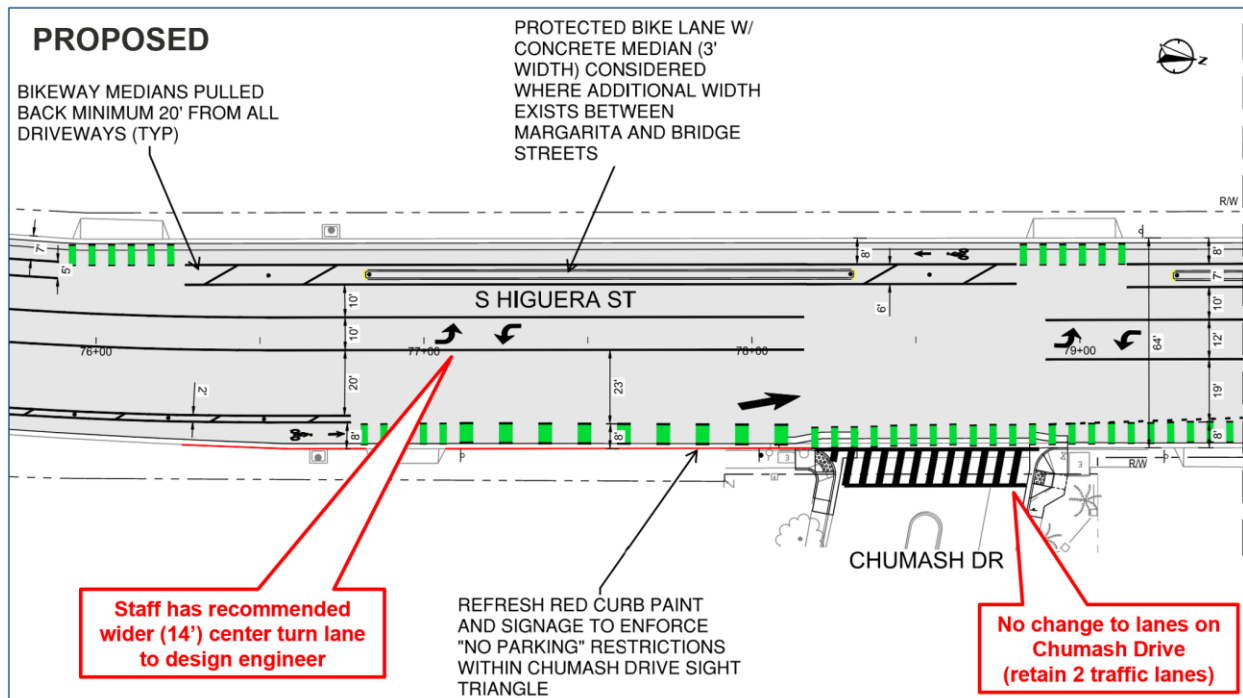 PROPOSED
BIKEWAY MEDIANS PULLED
BACK MINIMUM 20' FROM ALL
DRIVEWAYS (TYP)
PROTECTED BIKE LANE W/
CONCRETE MEDIAN (3'
WIDTH) CONSIDERED
WHERE ADDITIONAL WIDTH
EXISTS BETWEEN
MARGARITA AND BRIDGE
STREETS
Z
R/W
7'
5'
8'
8'
7'
S HIGUERA ST
10'
6'
10'
10'
12'
64'
76+00
77+00
78+00
79+00
20'
23'
19'
2'
8'
8'
8'
R/W
CHUMASH DR
Staff has recommended
wider (14') center turn lane
to design engineer
REFRESH RED CURB PAINT
AND SIGNAGE TO ENFORCE
"NO PARKING" RESTRICTIONS
WITHIN CHUMASH DRIVE SIGHT
TRIANGLE
No change to lanes on
Chumash Drive
(retain 2 traffic lanes)